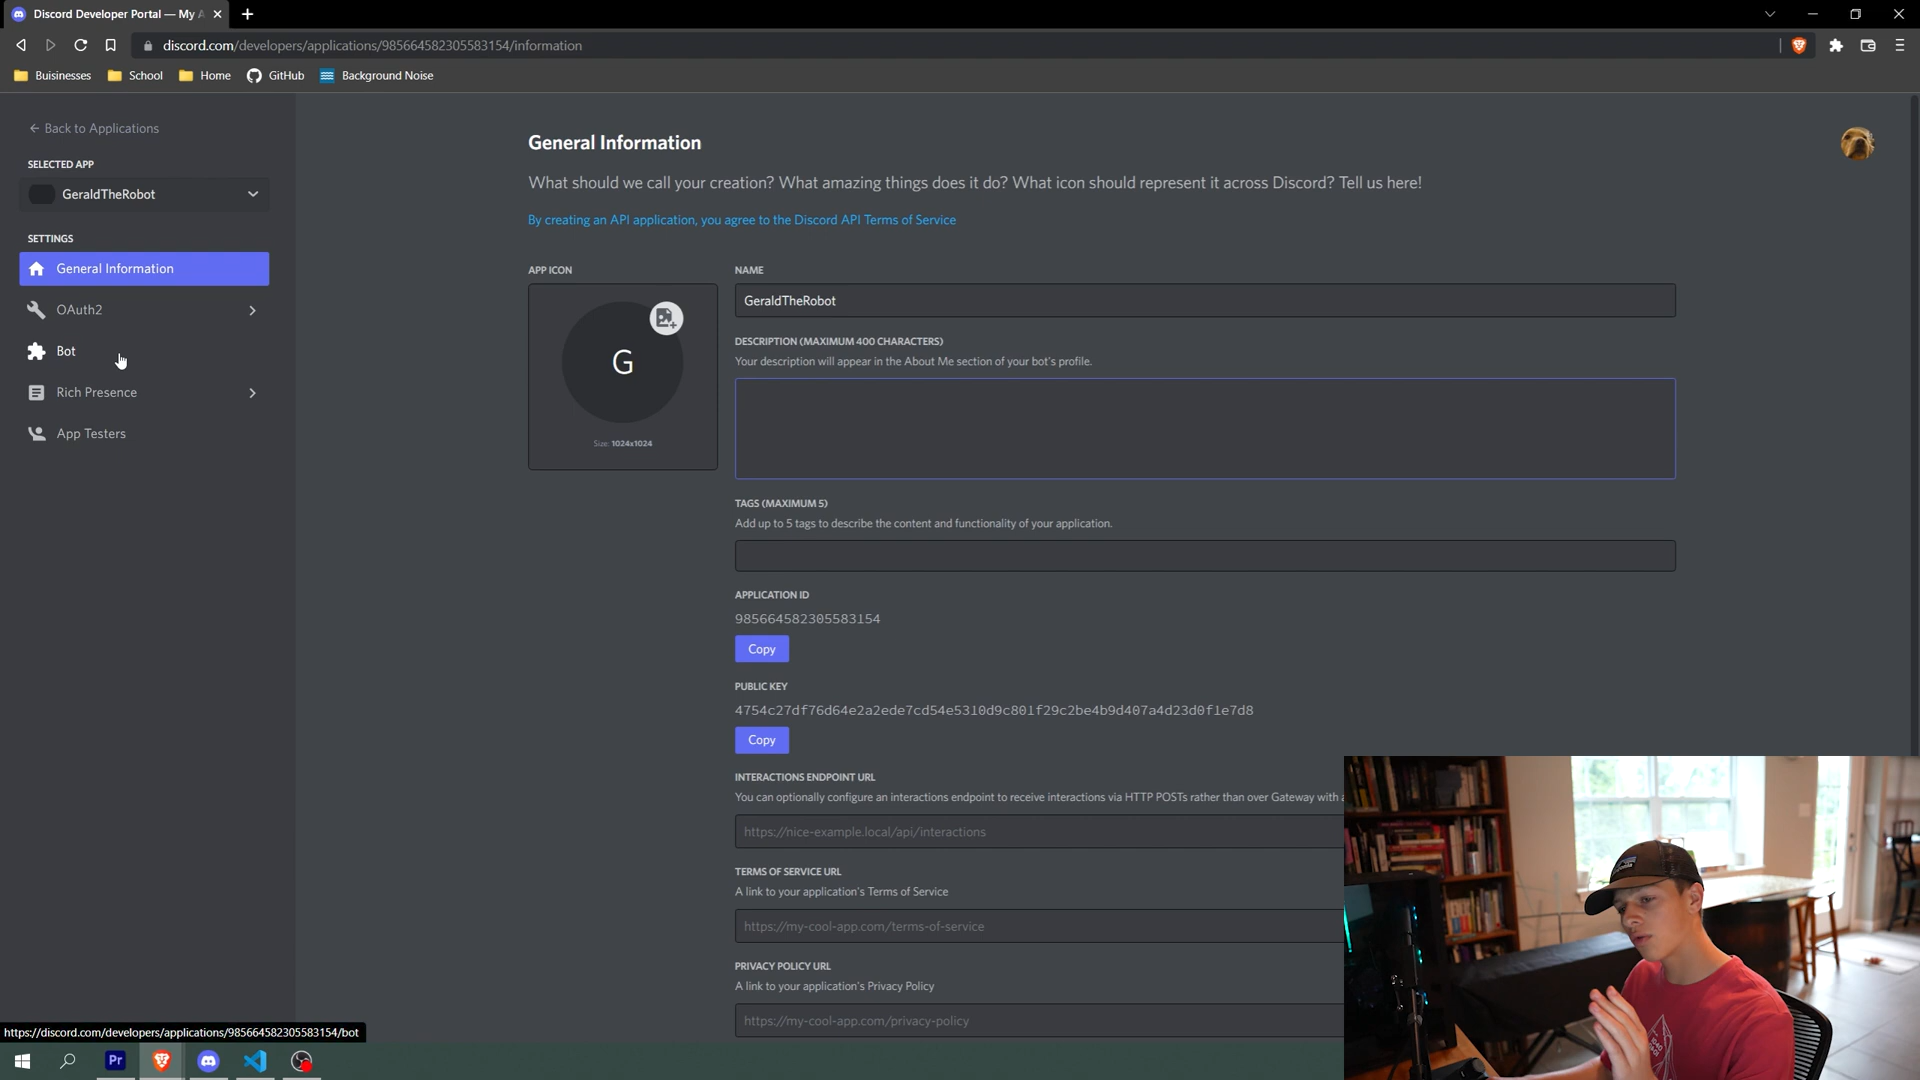 Discord Developer Portal — My A
discord.com/developers/applications/985664582305583154/information
Buisinesses
School
Home
GitHub
Background Noise
← Back to Applications
SELECTED APP
GeraldTheRobot
SETTINGS
General Information
OAuth2
Bot
Rich Presence
App Testers
General Information
What should we call your creation? What amazing things does it do? What icon should represent it across Discord? Tell us here!
By creating an API application, you agree to the Discord API Terms of Service
APP ICON
G
Size: 1024x1024
NAME
GeraldTheRobot
DESCRIPTION (MAXIMUM 400 CHARACTERS)
Your description will appear in the About Me section of your bot's profile.
TAGS (MAXIMUM 5)
Add up to 5 tags to describe the content and functionality of your application.
APPLICATION ID
985664582305583154
Copy
PUBLIC KEY
4754c27df76d64e2a2ede7cd54e5310d9c801f29c2be4b9d407a4d23d0f1e7d8
Copy
INTERACTIONS ENDPOINT URL
You can optionally configure an interactions endpoint to receive interactions via HTTP POSTs rather than over Gateway with a
https://nice-example.local/api/interactions
TERMS OF SERVICE URL
A link to your application's Terms of Service
https://my-cool-app.com/terms-of-service
PRIVACY POLICY URL
A link to your application's Privacy Policy
https://my-cool-app.com/privacy-policy
https://discord.com/developers/applications/985664582305583154/bot
Pr